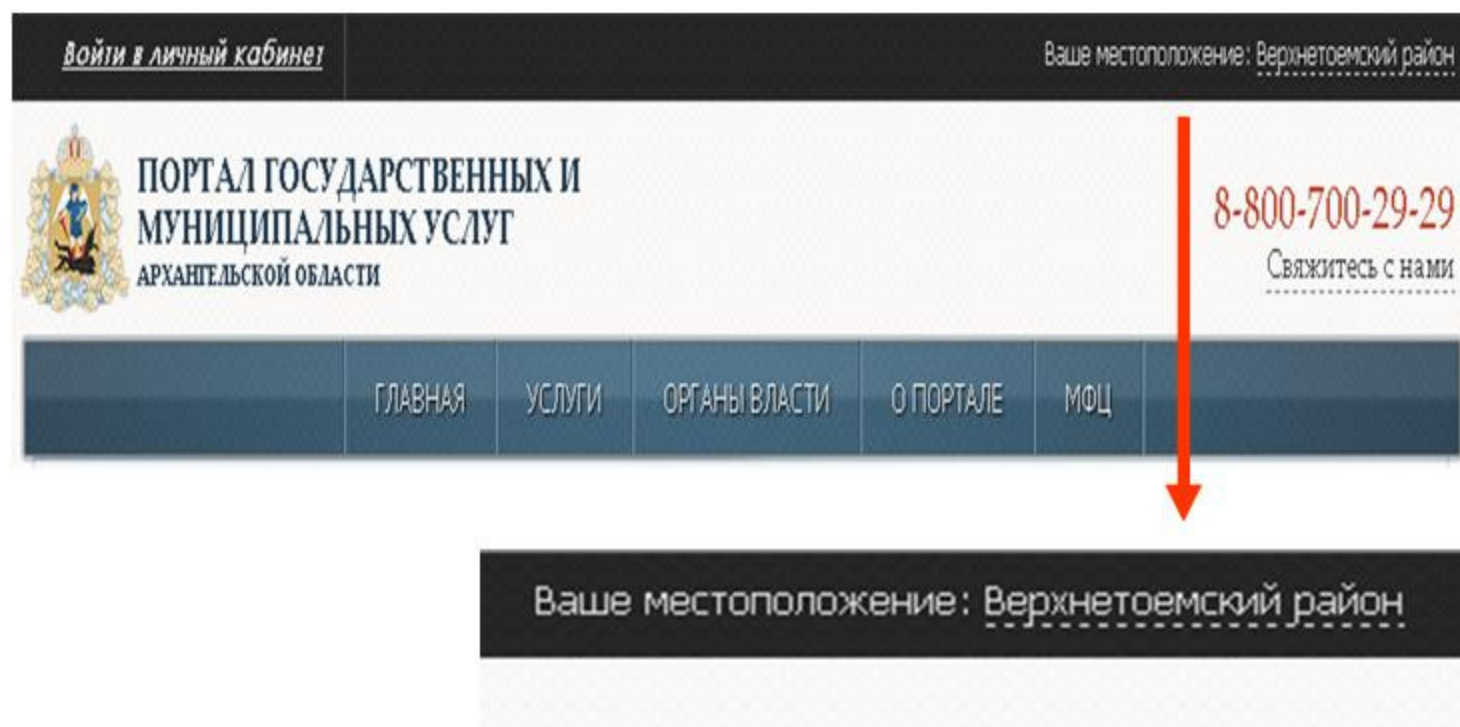 Войти в личный кабинет
Ваше местоположение: Верхнетоемский район
ПОРТАЛ ГОСУДАРСТВЕННЫХ И
МУНИЦИПАЛЬНЫХ УСЛУГ
АРХАНГЕЛЬСКОЙ ОБЛАСТИ
8-800-700-29-29
Свяжитесь с нами
ГЛАВНАЯ УСЛУГИ ОРГАНЫ ВЛАСТИ О ПОРТАЛЕ МФЦ
Ваше местоположение: Верхнетоемский район